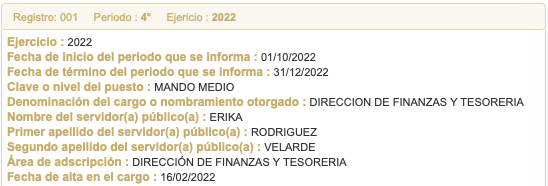 Registro: 001 Periodo : 4° Ejericio : 2022
Ejercicio : 2022
Fecha de inicio del periodo que se informa : 01/10/2022
Fecha de término del periodo que se informa : 31/12/2022
Clave o nivel del puesto : MANDO MEDIO
Denominación del cargo o nombramiento otorgado : DIRECCION DE FINANZAS Y TESORERIA
Nombre del servidor(a) público(a) : ERIKA
Primer apellido del servidor(a) público(a) : RODRIGUEZ
Segundo apellido del servidor(a) público(a) : VELARDE
Área de adscripción : DIRECCIÓN DE FINANZAS Y TESORERIA
Fecha de alta en el cargo : 16/02/2022